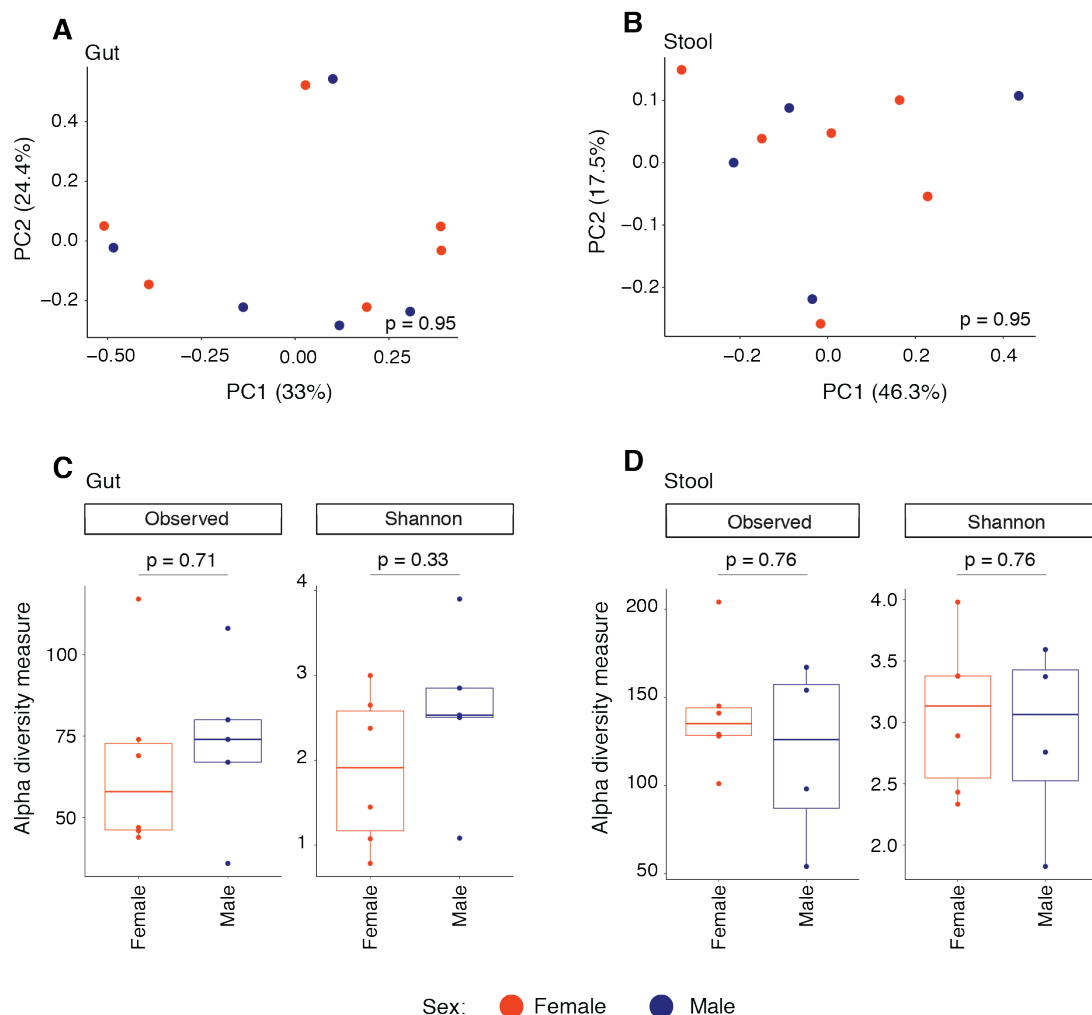 A
Gut
PC2 (24.4%)
0.4
0.2
0.0
−0.2
p = 0.95
−0.50
−0.25
0.00
0.25
PC1 (33%)
B
Stool
PC2 (17.5%)
0.1
0.0
−0.1
−0.2
p = 0.95
−0.2
0.0
0.2
0.4
PC1 (46.3%)
C
Gut
Observed
Shannon
p = 0.71
p = 0.33
Alpha diversity measure
100
75
50
4
3
2
1
Female
Male
Female
Male
D
Stool
Observed
Shannon
p = 0.76
p = 0.76
Alpha diversity measure
200
150
100
50
4.0
3.5
3.0
2.5
2.0
Female
Male
Female
Male
Sex:
Female
Male